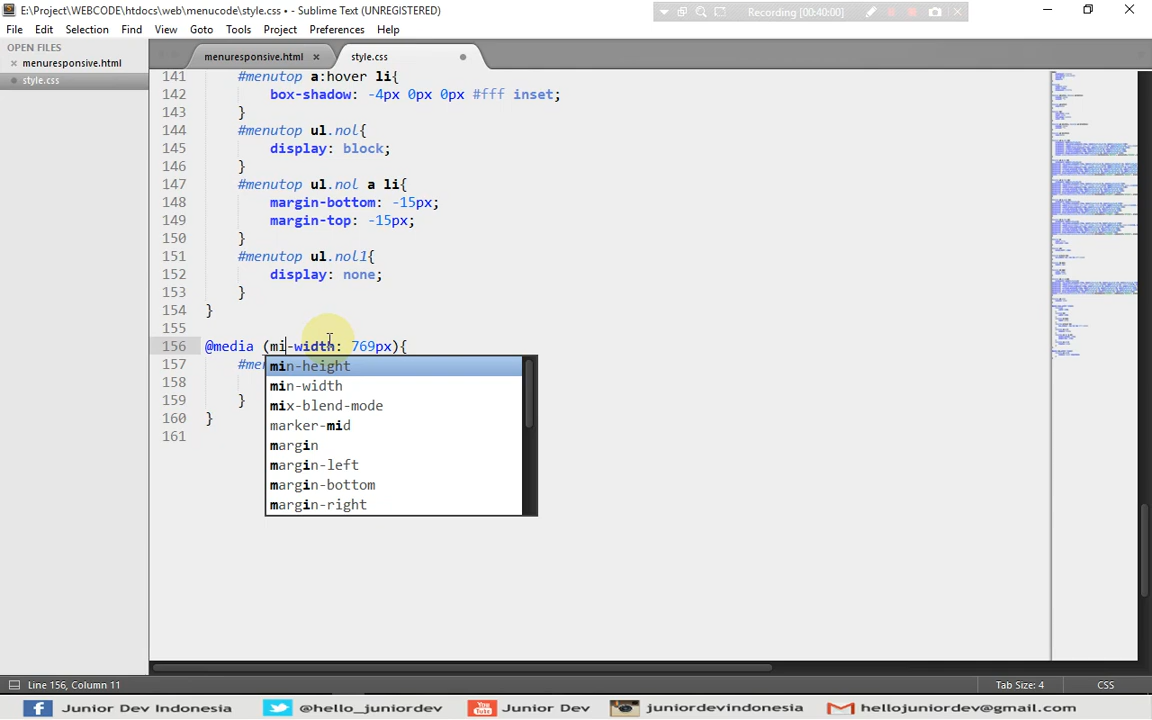 E:\Project\WEBCODE\htdocs\web\menucode\style.css • - Sublime Text (UNREGISTERED)
Recording [00:40:00]
File Edit Selection Find View Goto Tools Project Preferences Help
OPEN FILES
menuresponsive.html
style.css
menuresponsive.html
style.css
141 #menutop a:hover li{
142 box-shadow: -4px 0px 0px #fff inset;
143 }
144 #menutop ul.nol{
145 display: block;
146 }
147 #menutop ul.nol a li{
148 margin-bottom: -15px;
149 margin-top: -15px;
150 }
151 #menutop ul.nol1{
152 display: none;
153 }
154 }
155
156 @media (mi-width: 769px){
157 #me
158
159 }
160 }
161
min-height
min-width
mix-blend-mode
marker-mid
margin
margin-left
margin-bottom
margin-right
Line 156, Column 11
Tab Size: 4
CSS
Junior Dev Indonesia @hello_juniordev Junior Dev juniordevindonesia hellojuniordev@gmail.com